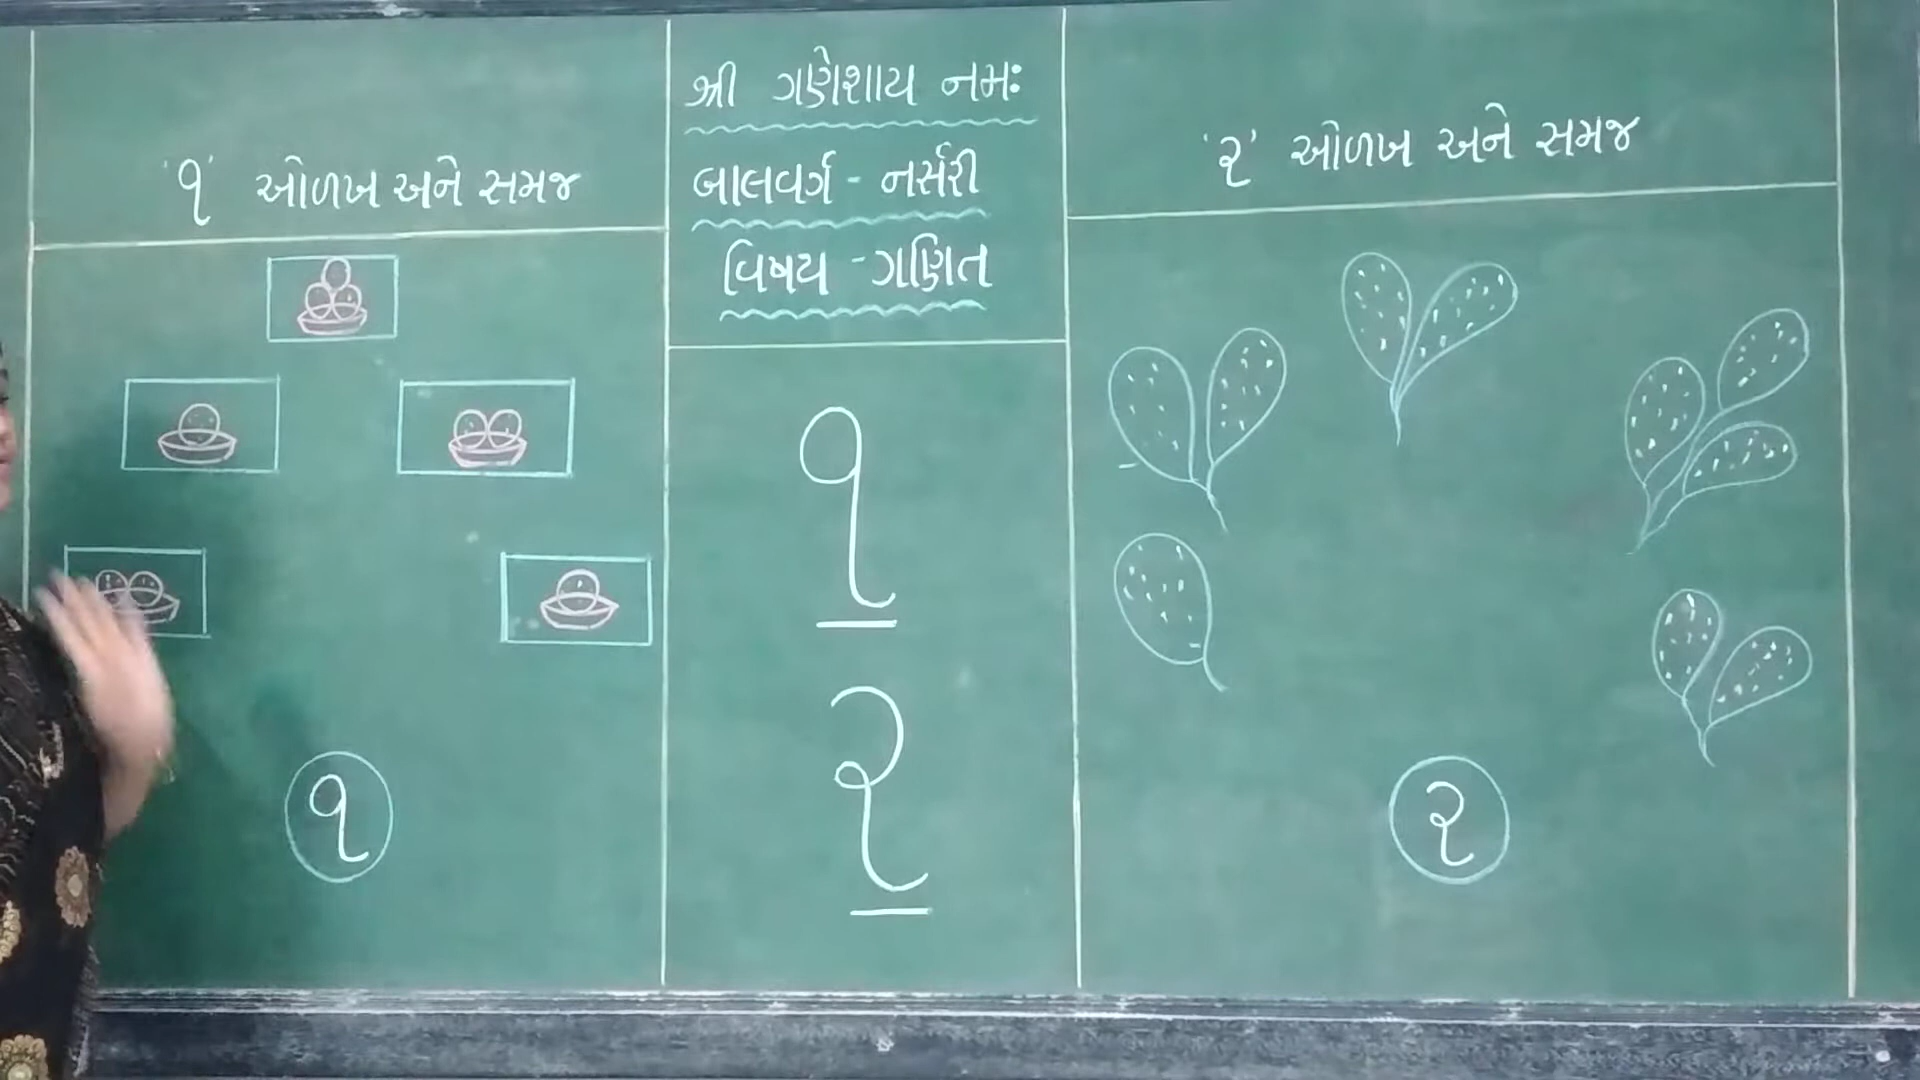 '૧' ઓળખ અને સમજ
૧
શ્રી ગણેશાય નમઃ
બાલવર્ગ - નર્સરી
વિષય - ગણિત
૧
૨
'૨' ઓળખ અને સમજ
૨